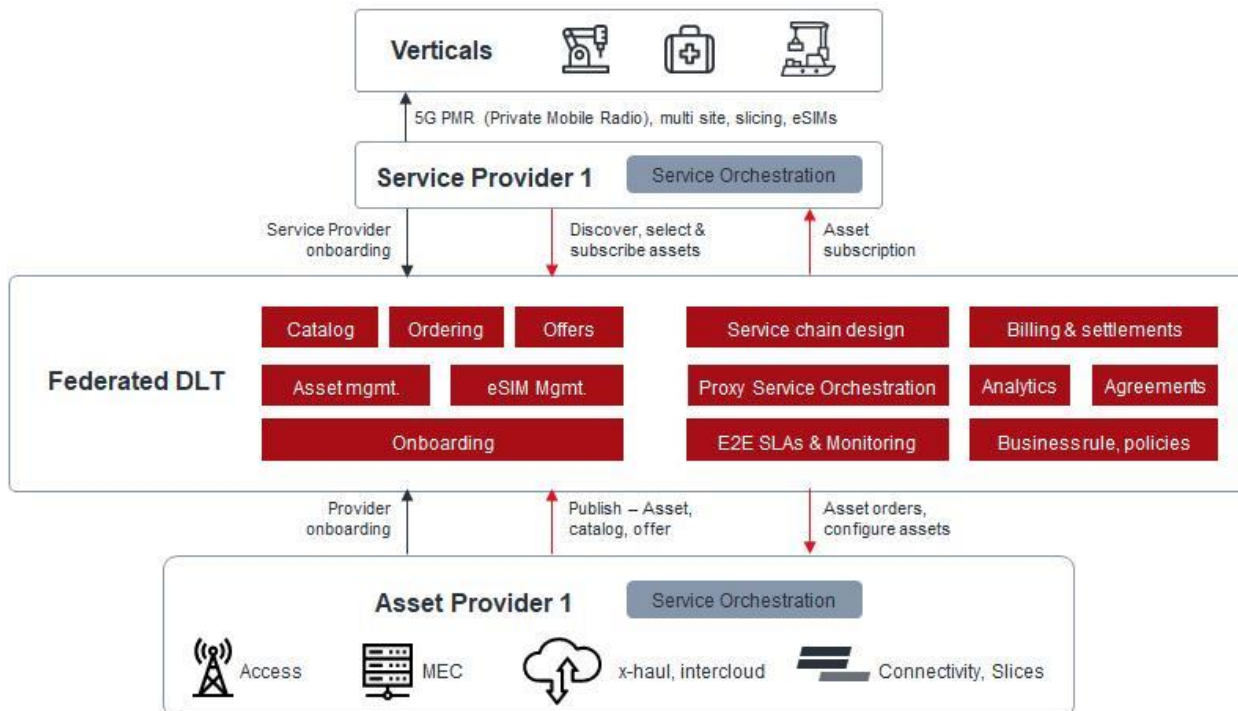 Verticals
5G PMR (Private Mobile Radio), multi site, slicing, eSIMs
Service Provider 1
Service Orchestration
Service Provider
onboarding
Discover, select &
subscribe assets
Asset
subscription
Federated DLT
Catalog
Ordering
Offers
Service chain design
Billing & settlements
Asset mgmt.
eSIM Mgmt.
Proxy Service Orchestration
Analytics
Agreements
Onboarding
E2E SLAs & Monitoring
Business rule, policies
Provider
onboarding
Publish – Asset,
catalog, offer
Asset orders,
configure assets
Asset Provider 1
Service Orchestration
Access
MEC
x-haul, intercloud
Connectivity, Slices